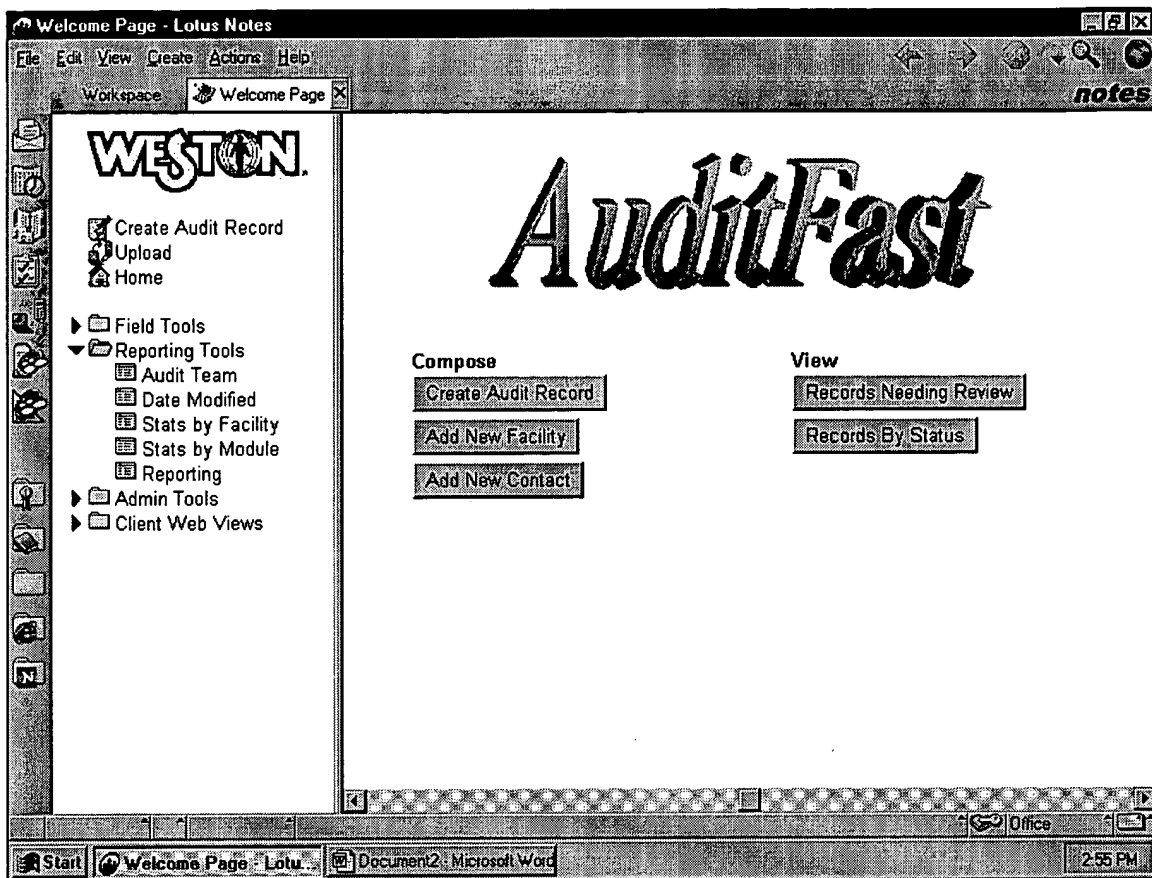 Welcome Page - Lotus Notes
File Edit View Create Actions Help
Workspace Welcome Page
notes
WESTON.
Create Audit Record
Upload
Home
Field Tools
Reporting Tools
Audit Team
Date Modified
Stats by Facility
Stats by Module
Reporting
Admin Tools
Client Web Views
AuditFast
Compose
Create Audit Record
Add New Facility
Add New Contact
View
Records Needing Review
Records By Status
Office
Start Welcome Page - Lotu... Document2 - Microsoft Word 2:55 PM